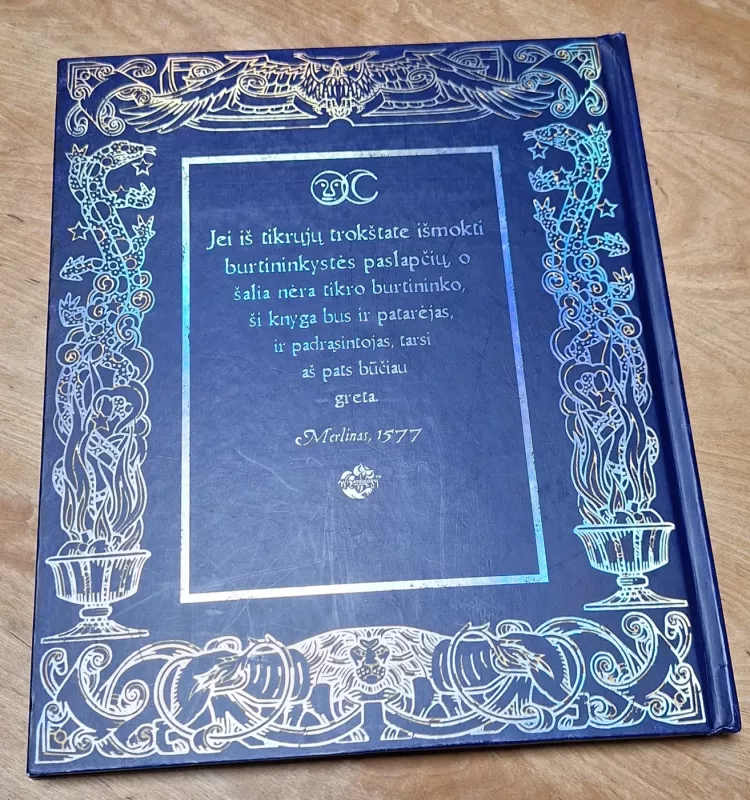 Jei iš tikrųjų trokštate išmokti
burtininkystės paslapčių, o
šalia nėra tikro burtininko,
ši knyga bus ir patarėjas,
ir padrąsintojas, tarsi
aš pats būčiau
greta.
Merlinas, 1577